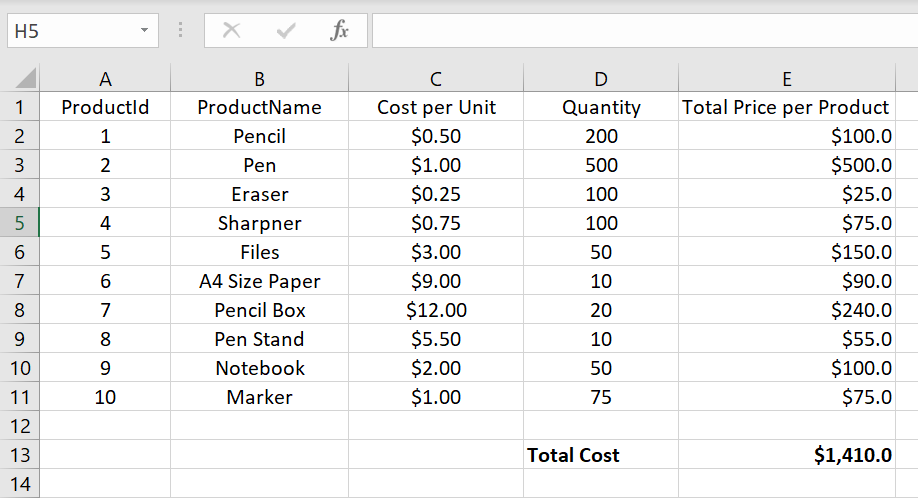 H5 fx
A B C D E
1 ProductId ProductName Cost per Unit Quantity Total Price per Product
2 1 Pencil $0.50 200 $100.0
3 2 Pen $1.00 500 $500.0
4 3 Eraser $0.25 100 $25.0
5 4 Sharpner $0.75 100 $75.0
6 5 Files $3.00 50 $150.0
7 6 A4 Size Paper $9.00 10 $90.0
8 7 Pencil Box $12.00 20 $240.0
9 8 Pen Stand $5.50 10 $55.0
10 9 Notebook $2.00 50 $100.0
11 10 Marker $1.00 75 $75.0
12
13 Total Cost $1,410.0
14